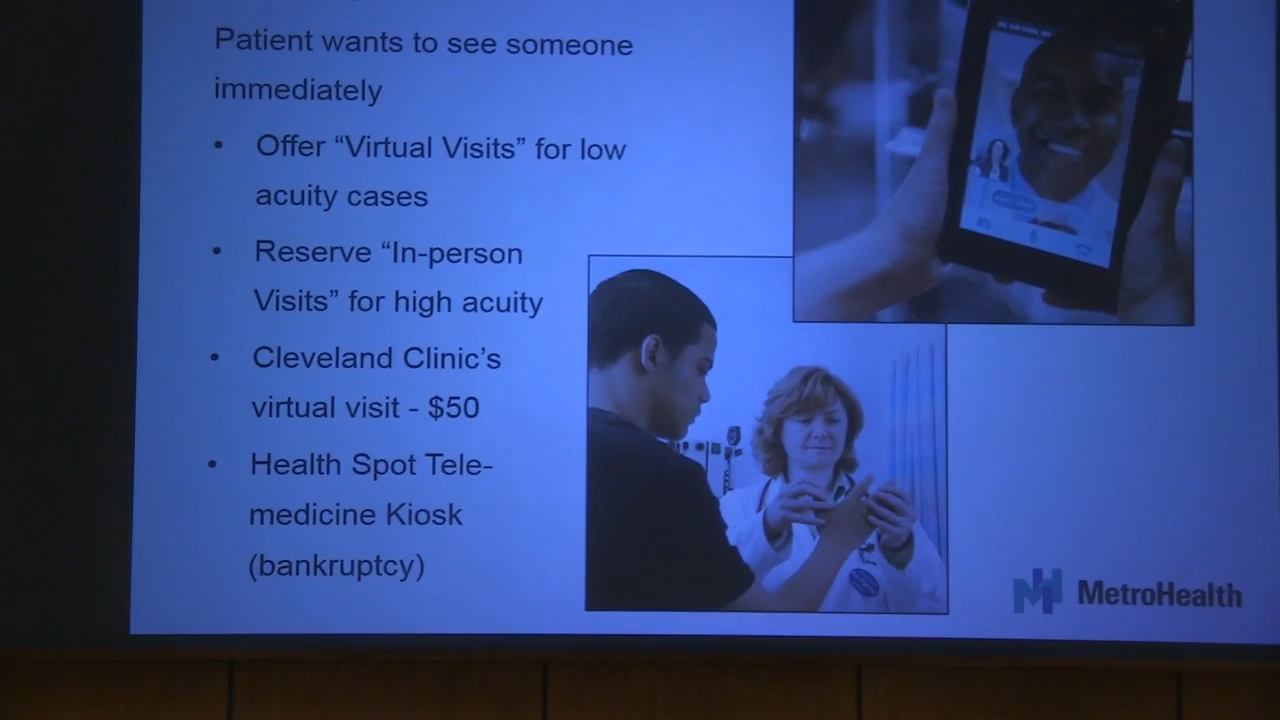 Patient wants to see someone
immediately
• Offer “Virtual Visits” for low
acuity cases
• Reserve “In-person
Visits” for high acuity
• Cleveland Clinic’s
virtual visit - $50
• Health Spot Tele-
medicine Kiosk
(bankruptcy)
MetroHealth